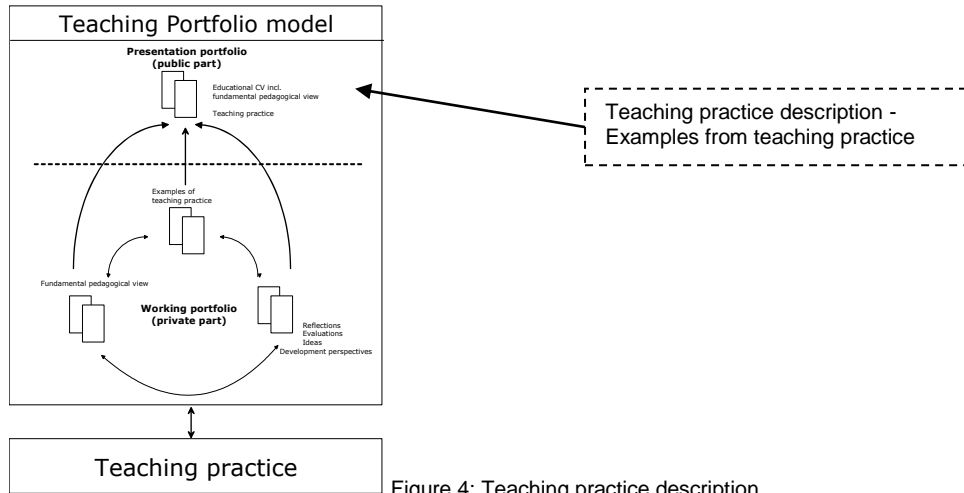 Teaching Portfolio model
Presentation portfolio
(public part)
Educational CV incl.
fundamental pedagogical view
Teaching practice
Teaching practice description -
Examples from teaching practice
Examples of
teaching practice
Fundamental pedagogical view
Working portfolio
(private part)
Reflections
Evaluations
Ideas
Development perspectives
Teaching practice
Figure 4: Teaching practice description